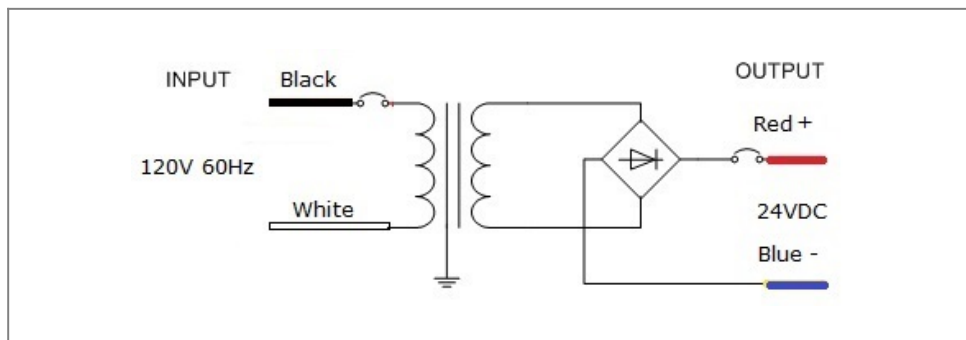 INPUT
Black
120V 60Hz
White
OUTPUT
Red +
24VDC
Blue -